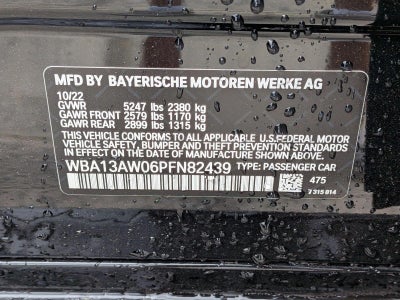 MFD BY BAYERISCHE MOTOREN WERKE AG
10/22
GVWR 5247 lbs 2380 kg
GAWR FRONT 2579 lbs 1170 kg
GAWR REAR 2899 lbs 1315 kg
THIS VEHICLE CONFORMS TO ALL APPLICABLE U.S.FEDERAL MOTOR
VEHICLE SAFETY, BUMPER AND THEFT PREVENTION STANDARDS
IN EFFECT ON THE DATE OF MANUFACTURE SHOWN ABOVE.
WBA13AW06PFN82439 TYPE: PASSENGER CAR
475
7 315 814